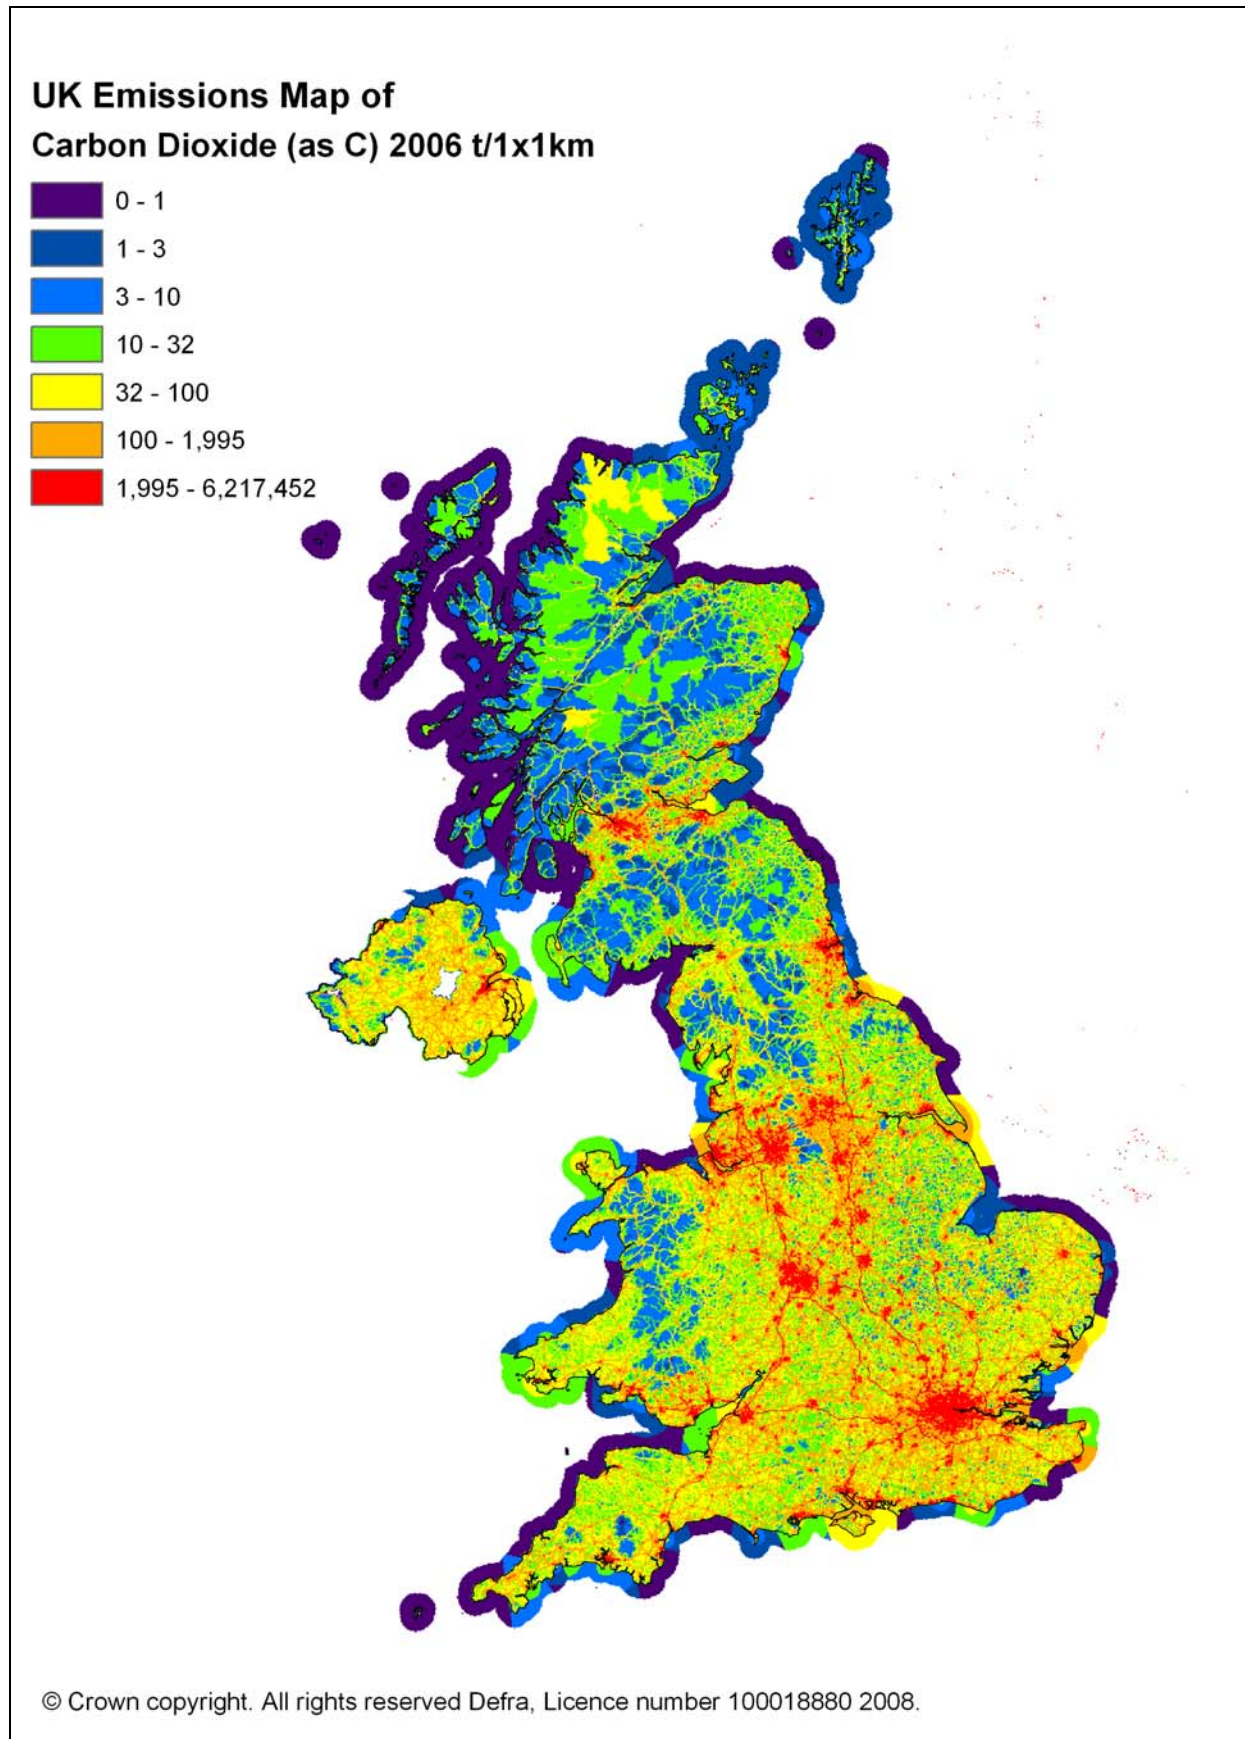 UK Emissions Map of
Carbon Dioxide (as C) 2006 t/1x1km
0 - 1
1 - 3
3 - 10
10 - 32
32 - 100
100 - 1,995
1,995 - 6,217,452
© Crown copyright. All rights reserved Defra, Licence number 100018880 2008.